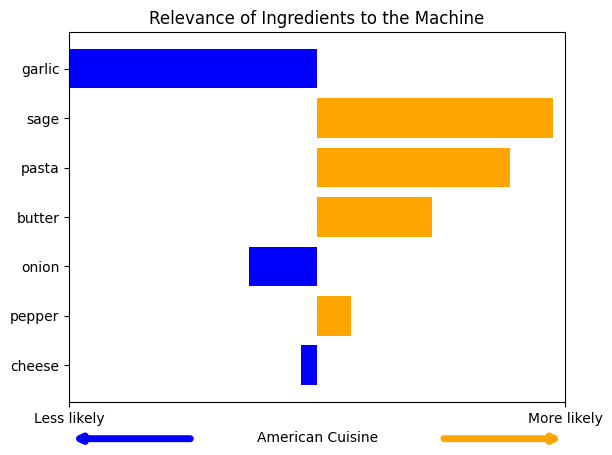 Relevance of Ingredients to the Machine
garlic
sage
pasta
butter
onion
pepper
cheese
Less likely
More likely
American Cuisine